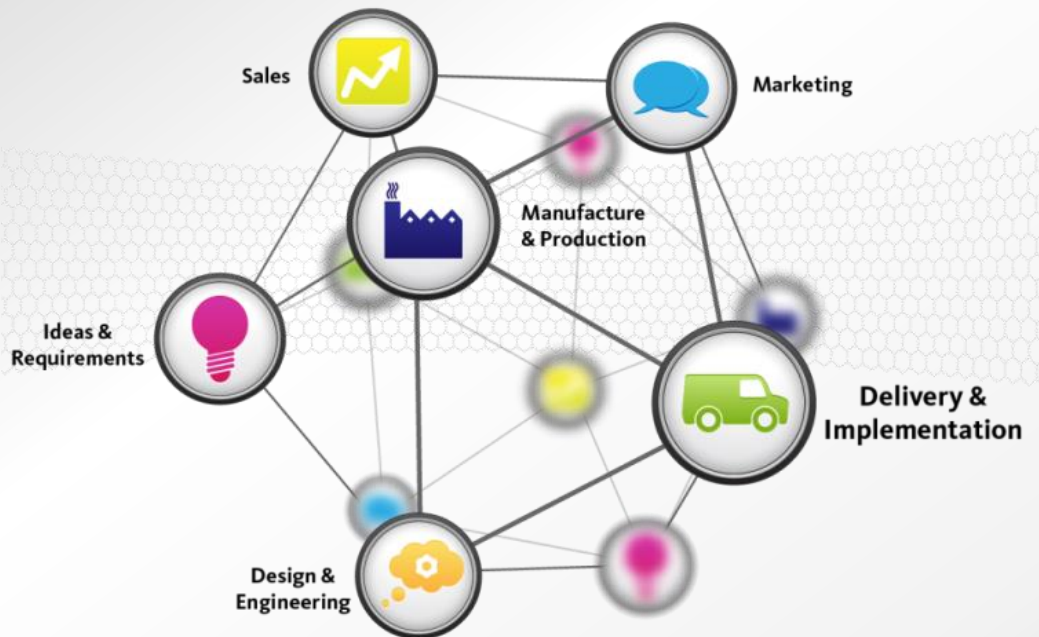 Sales
Marketing
Manufacture
& Production
Ideas &
Requirements
Delivery &
Implementation
Design &
Engineering